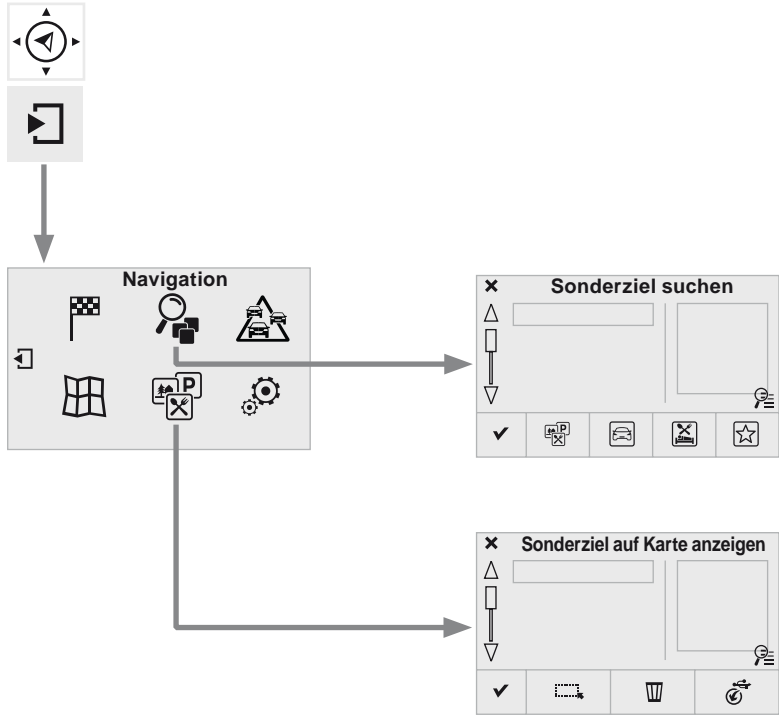 Navigation
Sonderziel suchen
P
P
Sonderziel auf Karte anzeigen